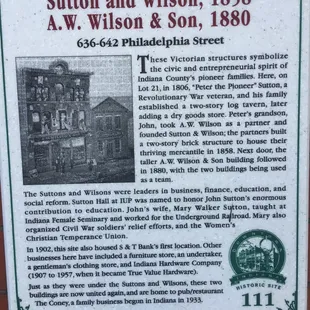 Sutton and Wilson, 1858
A.W. Wilson & Son, 1880
636-642 Philadelphia Street
These Victorian structures symbolize
the civic and entrepreneurial spirit of
Indiana County's pioneer families. Here, on
Lot 21, in 1806, "Peter the Pioneer" Sutton, a
Revolutionary War veteran, and his family
established a two-story log tavern, later
adding a dry goods store. Peter's grandson,
John, took A.W. Wilson as a partner and
founded Sutton & Wilson; the partners built
a two-story brick structure to house their
thriving mercantile in 1858. Next door, the
taller A.W. Wilson & Son building followed
in 1880, with the two buildings being used
as a team.
The Suttons and Wilsons were leaders in business, finance, education, and
social reform. Sutton Hall at IUP was named to honor John Sutton's enormous
contribution to education. John's wife, Mary Walker Sutton, taught at
Indiana Female Seminary and worked for the Underground Railroad. Mary also
organized Civil War soldiers' relief efforts, and the Women's
Christian Temperance Union.
In 1902, this site also housed S & T Bank's first location. Other
businesses here have included a furniture store, an undertaker,
a gentleman's clothing store, and Indiana Hardware Company
(1907 to 1957, when it became True Value Hardware).
Just as they were under the Suttons and Wilsons, these two
buildings are now united again, and are home to pub/restaurant
The Coney, a family business begun in Indiana in 1933.
HISTORIC SITE
111